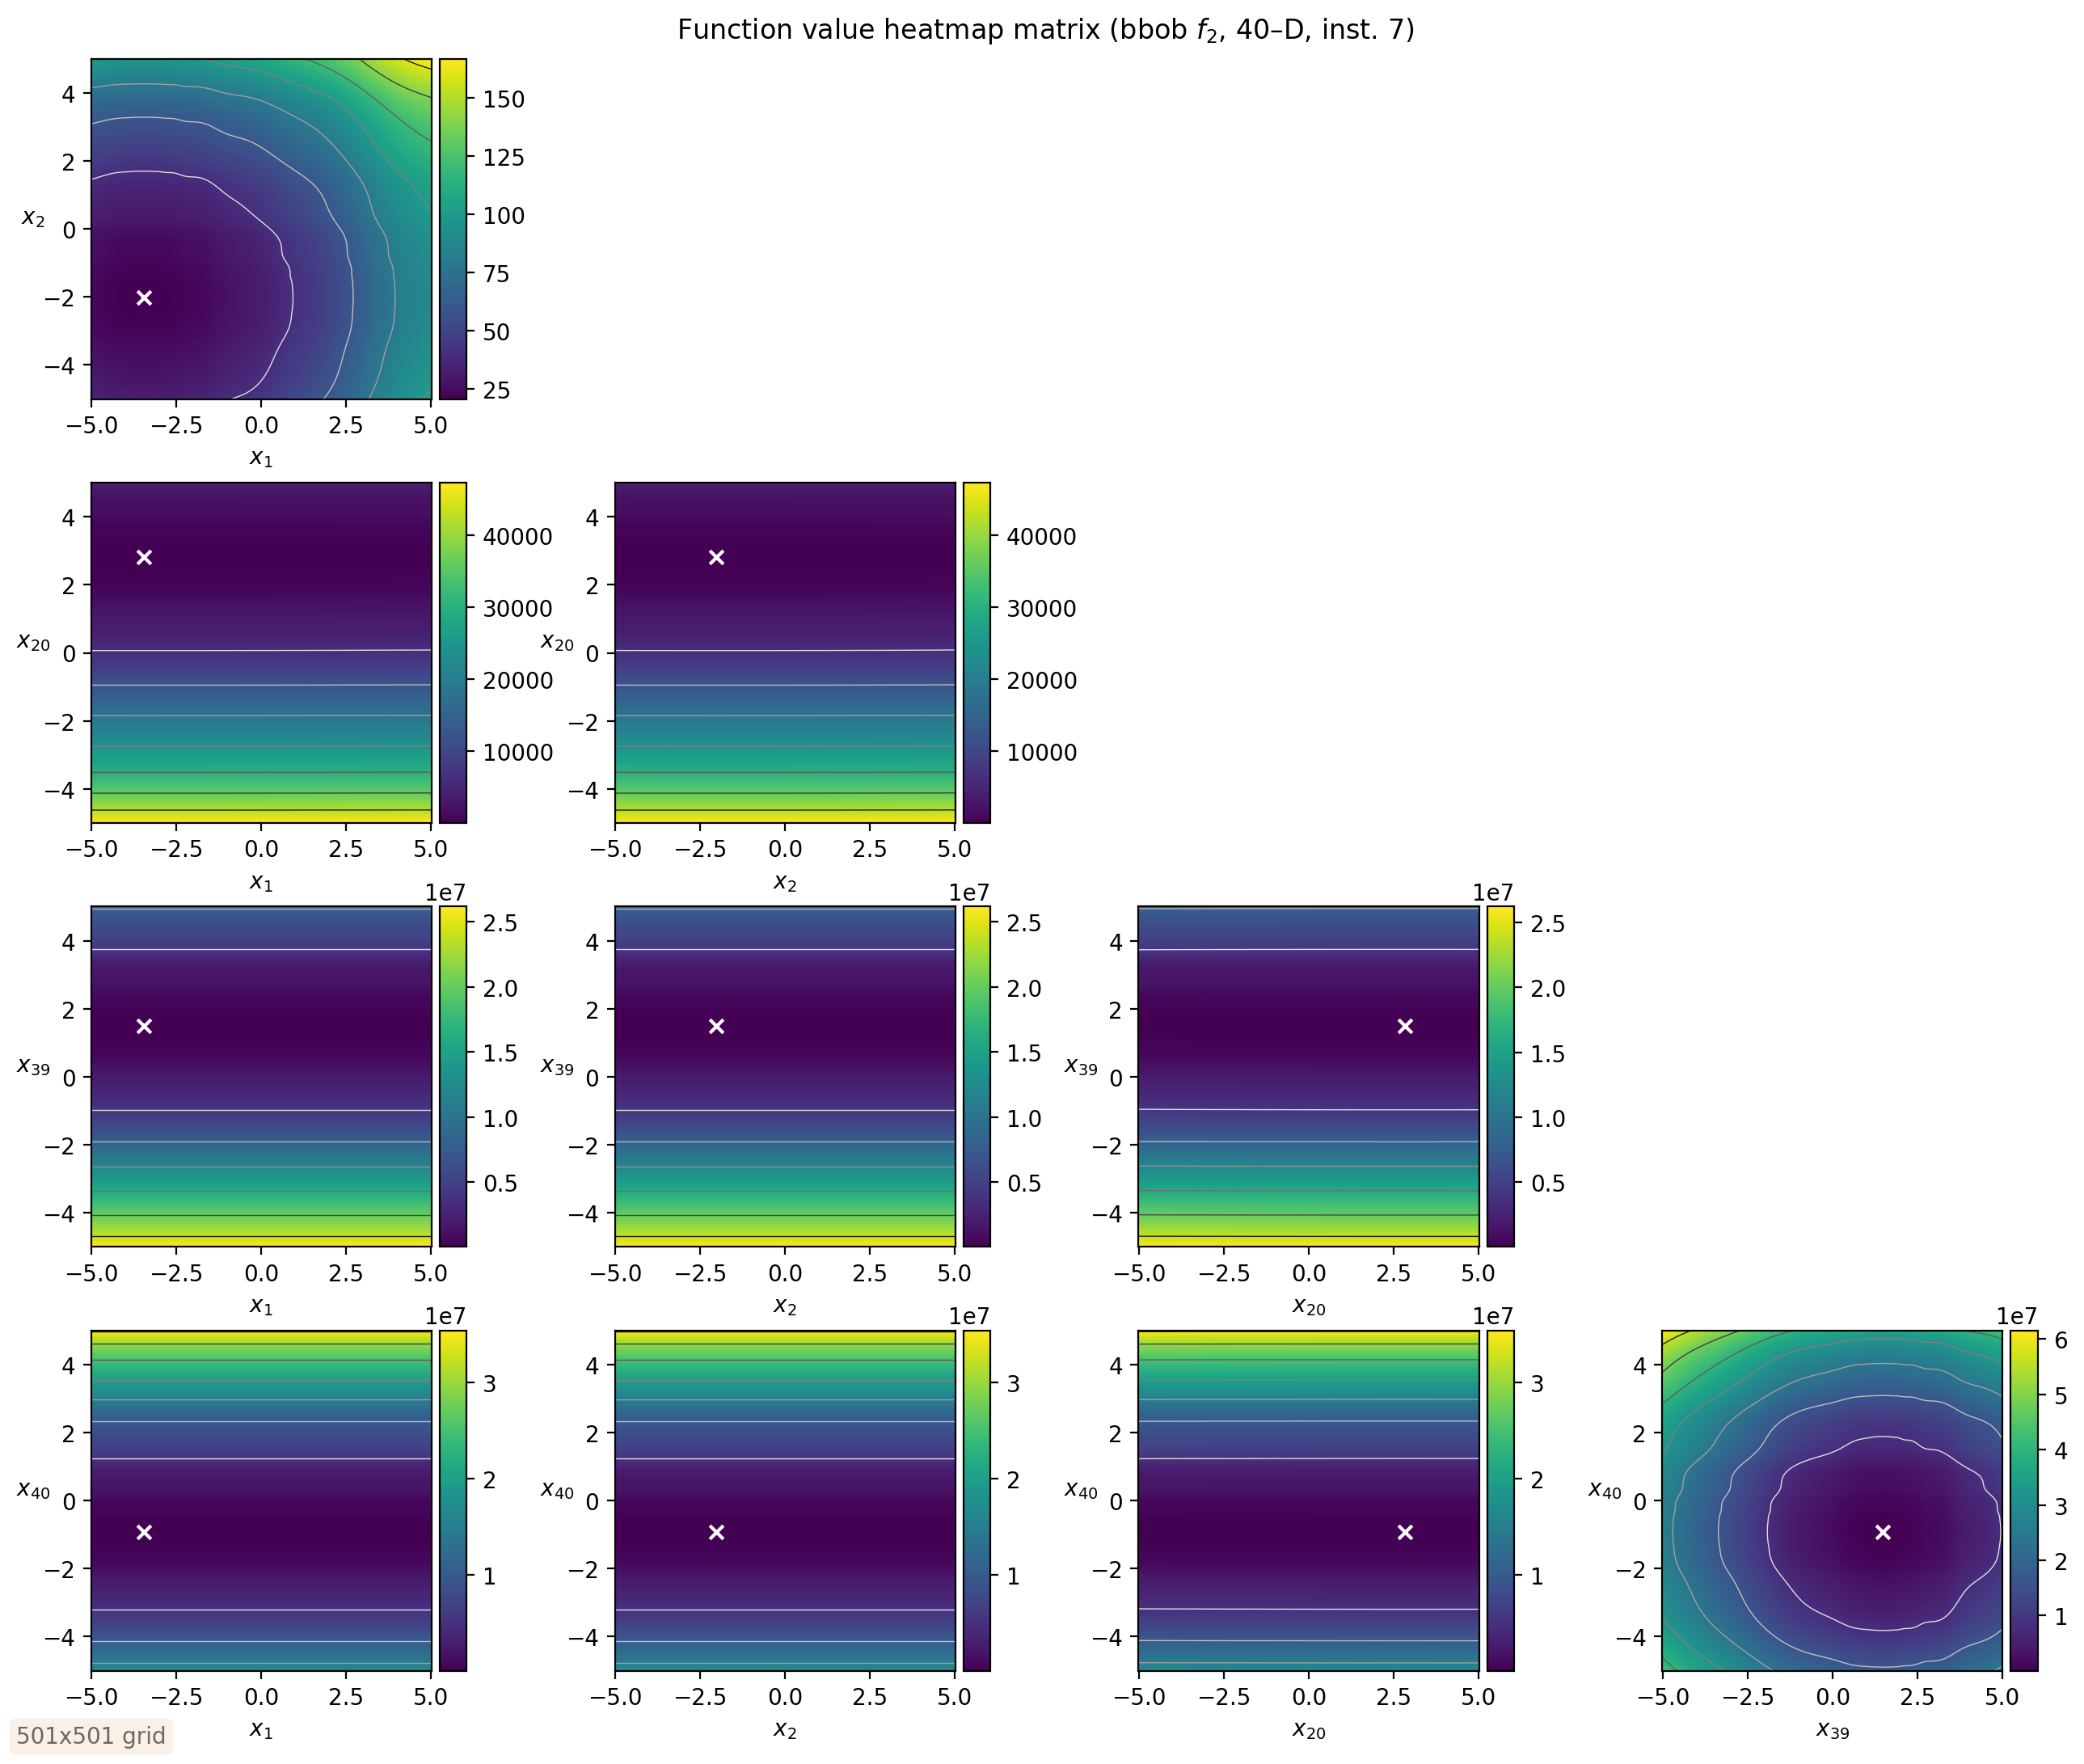 Function value heatmap matrix (bbob f₂, 40–D, inst. 7)
4
2
0
−2
−4
x₂
−5.0 −2.5 0.0 2.5 5.0
x₁
150
125
100
75
50
25
4
2
0
−2
−4
x₂₀
−5.0 −2.5 0.0 2.5 5.0
x₁
40000
30000
20000
10000
4
2
0
−2
−4
x₂₀
−5.0 −2.5 0.0 2.5 5.0
x₂
40000
30000
20000
10000
4
2
0
−2
−4
x₃₉
−5.0 −2.5 0.0 2.5 5.0
x₁
1e7
2.5
2.0
1.5
1.0
0.5
4
2
0
−2
−4
x₃₉
−5.0 −2.5 0.0 2.5 5.0
x₂
1e7
2.5
2.0
1.5
1.0
0.5
4
2
0
−2
−4
x₃₉
−5.0 −2.5 0.0 2.5 5.0
x₂₀
1e7
2.5
2.0
1.5
1.0
0.5
4
2
0
−2
−4
x₄₀
−5.0 −2.5 0.0 2.5 5.0
x₁
1e7
3
2
1
4
2
0
−2
−4
x₄₀
−5.0 −2.5 0.0 2.5 5.0
x₂
1e7
3
2
1
4
2
0
−2
−4
x₄₀
−5.0 −2.5 0.0 2.5 5.0
x₂₀
1e7
3
2
1
4
2
0
−2
−4
x₄₀
−5.0 −2.5 0.0 2.5 5.0
x₃₉
1e7
6
5
4
3
2
1
501x501 grid